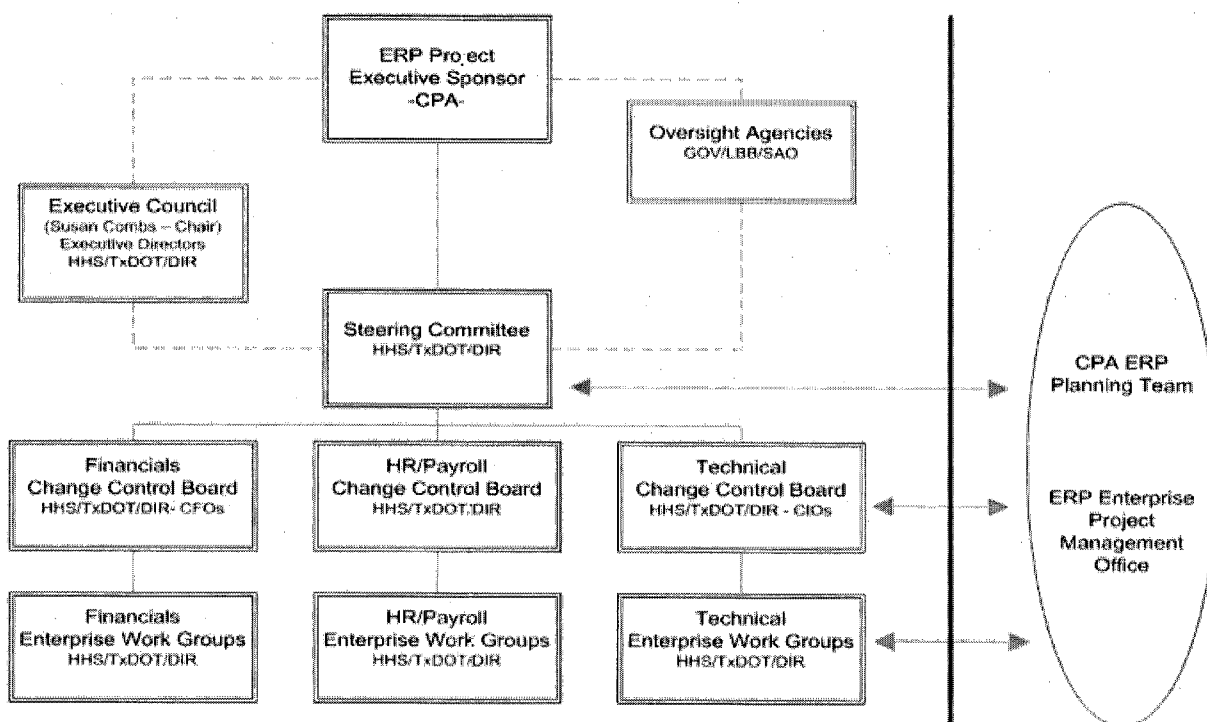 ERP Project
Executive Sponsor
-CPA-
Oversight Agencies
GOV/LBB/SAO
Executive Council
(Susan Combs – Chair)
Executive Directors
HHS/TxDOT/DIR
Steering Committee
HHS/TxDOT/DIR
CPA ERP
Planning Team
Financials
Change Control Board
HHS/TxDOT/DIR- CFOs
HR/Payroll
Change Control Board
HHS/TxDOT/DIR
Technical
Change Control Board
HHS/TxDOT/DIR - CIOs
ERP Enterprise
Project
Management
Office
Financials
Enterprise Work Groups
HHS/TxDOT/DIR
HR/Payroll
Enterprise Work Groups
HHS/TxDOT/DIR
Technical
Enterprise Work Groups
HHS/TxDOT/DIR